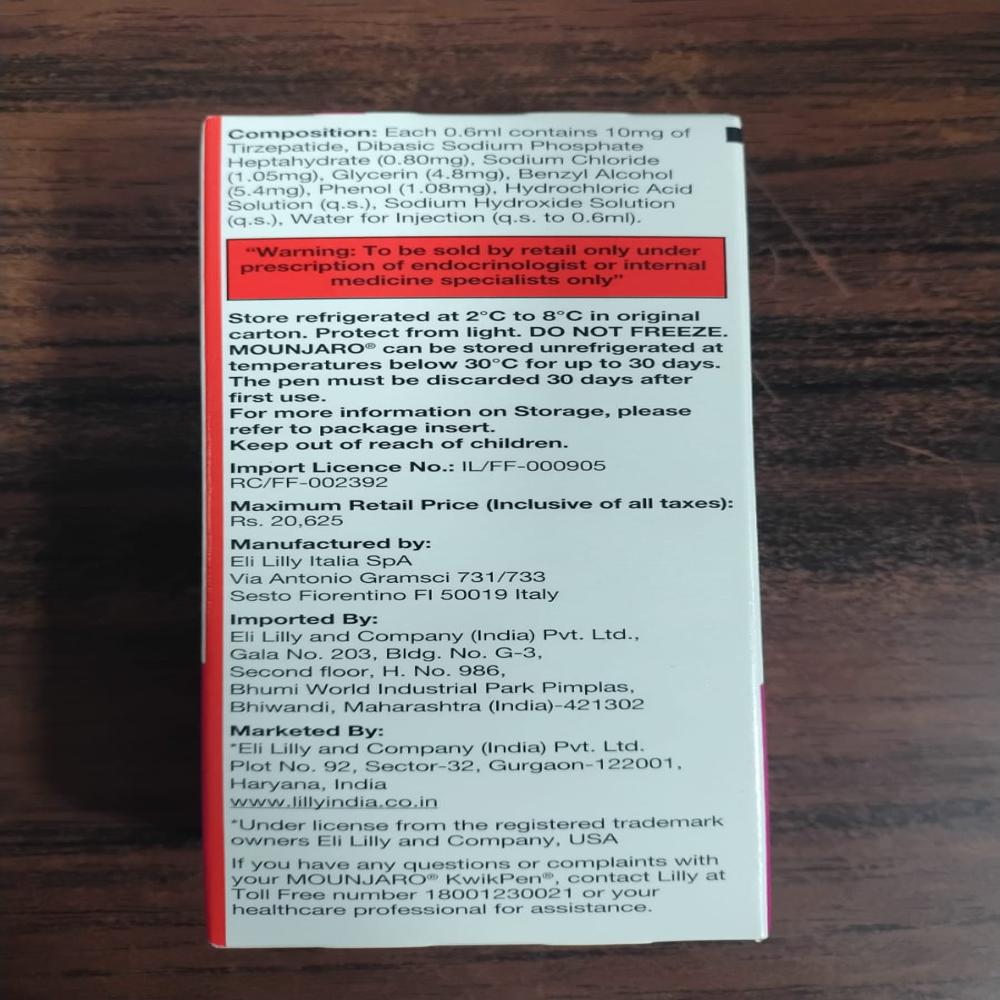 Composition: Each 0.6ml contains 10mg of
Tirzepatide, Dibasic Sodium Phosphate
Heptahydrate (0.80mg), Sodium Chloride
(1.05mg), Glycerin (4.8mg), Benzyl Alcohol
(5.4mg), Phenol (1.08mg), Hydrochloric Acid
Solution (q.s.), Sodium Hydroxide Solution
(q.s.), Water for Injection (q.s. to 0.6ml).
“Warning: To be sold by retail only under
prescription of endocrinologist or internal
medicine specialists only”
Store refrigerated at 2°C to 8°C in original
carton. Protect from light. DO NOT FREEZE.
MOUNJARO® can be stored unrefrigerated at
temperatures below 30°C for up to 30 days.
The pen must be discarded 30 days after
first use.
For more information on Storage, please
refer to package insert.
Keep out of reach of children.
Import Licence No.: IL/FF-000905
RC/FF-002392
Maximum Retail Price (Inclusive of all taxes):
Rs. 20,625
Manufactured by:
Eli Lilly Italia SpA
Via Antonio Gramsci 731/733
Sesto Fiorentino FI 50019 Italy
Imported By:
Eli Lilly and Company (India) Pvt. Ltd.,
Gala No. 203, Bldg. No. G-3,
Second floor, H. No. 986,
Bhumi World Industrial Park Pimplas,
Bhiwandi, Maharashtra (India)-421302
Marketed By:
*Eli Lilly and Company (India) Pvt. Ltd.
Plot No. 92, Sector-32, Gurgaon-122001,
Haryana, India
www.lillyindia.co.in
*Under license from the registered trademark
owners Eli Lilly and Company, USA
If you have any questions or complaints with
your MOUNJARO® KwikPen®, contact Lilly at
Toll Free number 18001230021 or your
healthcare professional for assistance.